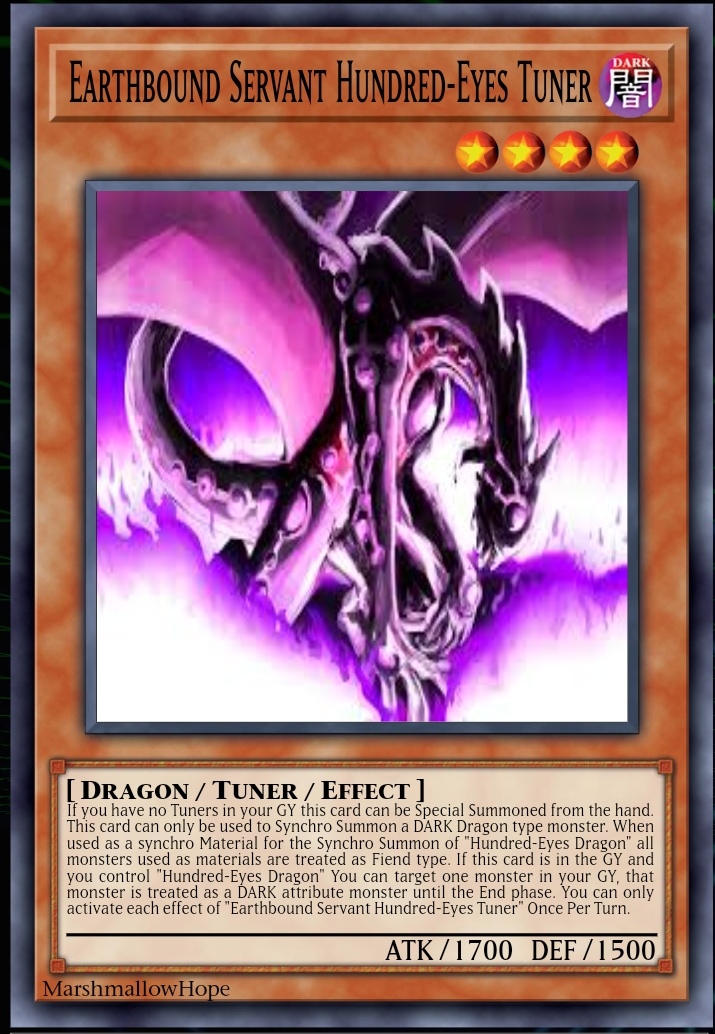 Earthbound Servant Hundred-Eyes Tuner
DARK
闇
[ Dragon / Tuner / Effect ]
If you have no Tuners in your GY this card can be Special Summoned from the hand.
This card can only be used to Synchro Summon a DARK Dragon type monster. When
used as a synchro Material for the Synchro Summon of "Hundred-Eyes Dragon" all
monsters used as materials are treated as Fiend type. If this card is in the GY and
you control "Hundred-Eyes Dragon" You can target one monster in your GY, that
monster is treated as a DARK attribute monster until the End phase. You can only
activate each effect of "Earthbound Servant Hundred-Eyes Tuner" Once Per Turn.
ATK/1700 DEF/1500
MarshmallowHope